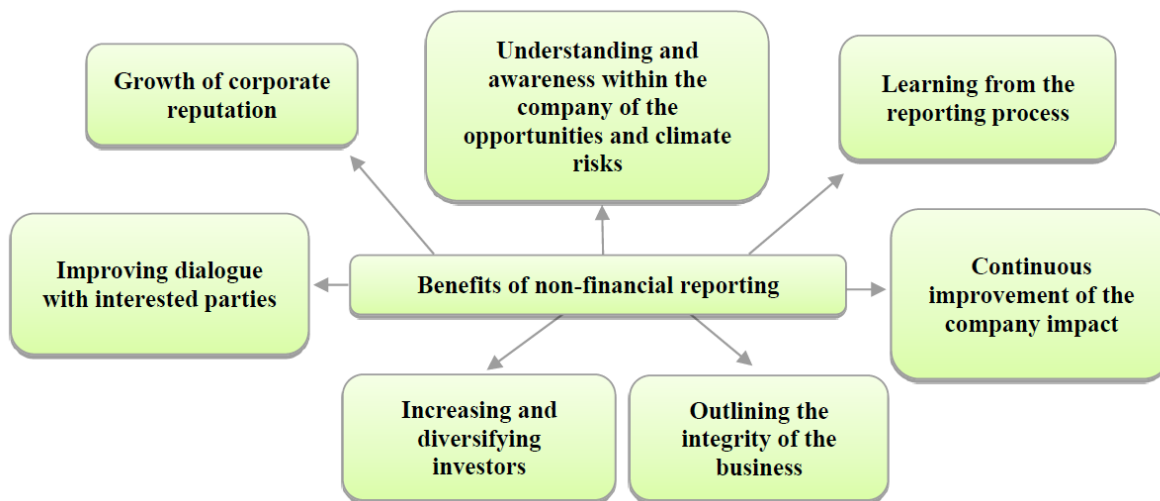 Growth of corporate
reputation
Understanding and
awareness within the
company of the
opportunities and climate
risks
Learning from the
reporting process
Improving dialogue
with interested parties
Benefits of non-financial reporting
Continuous
improvement of the
company impact
Increasing and
diversifying
investors
Outlining the
integrity of the
business